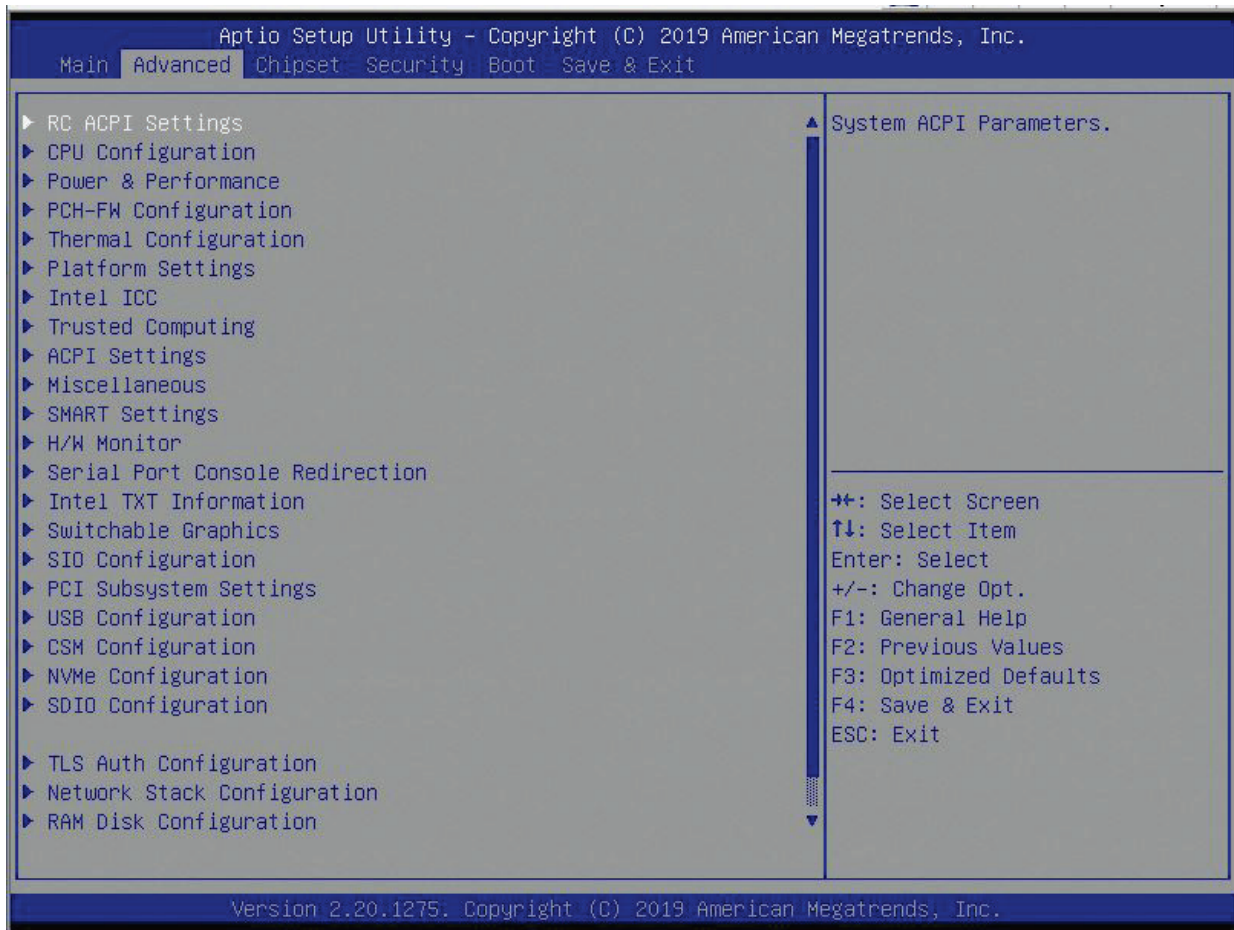 Aptio Setup Utility – Copyright (C) 2019 American Megatrends, Inc.
Main Advanced Chipset Security Boot Save & Exit
RC ACPI Settings
CPU Configuration
Power & Performance
PCH-FW Configuration
Thermal Configuration
Platform Settings
Intel ICC
Trusted Computing
ACPI Settings
Miscellaneous
SMART Settings
H/W Monitor
Serial Port Console Redirection
Intel TXT Information
Switchable Graphics
SIO Configuration
PCI Subsystem Settings
USB Configuration
CSM Configuration
NVMe Configuration
SDIO Configuration
TLS Auth Configuration
Network Stack Configuration
RAM Disk Configuration
System ACPI Parameters.
→←: Select Screen
↑↓: Select Item
Enter: Select
+/-: Change Opt.
F1: General Help
F2: Previous Values
F3: Optimized Defaults
F4: Save & Exit
ESC: Exit
Version 2.20.1275. Copyright (C) 2019 American Megatrends, Inc.